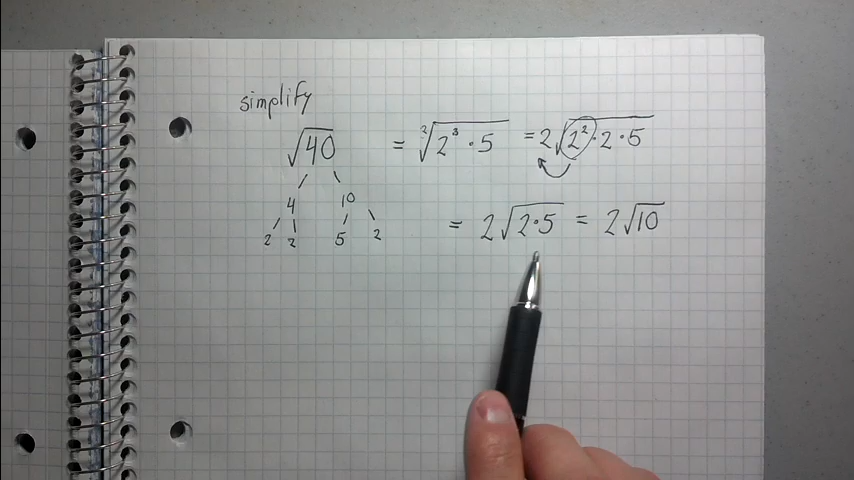 simplify
√40 = ²√2³·5 = 2√2²·2·5
4 10
2 2 5 2
= 2√2·5 = 2√10